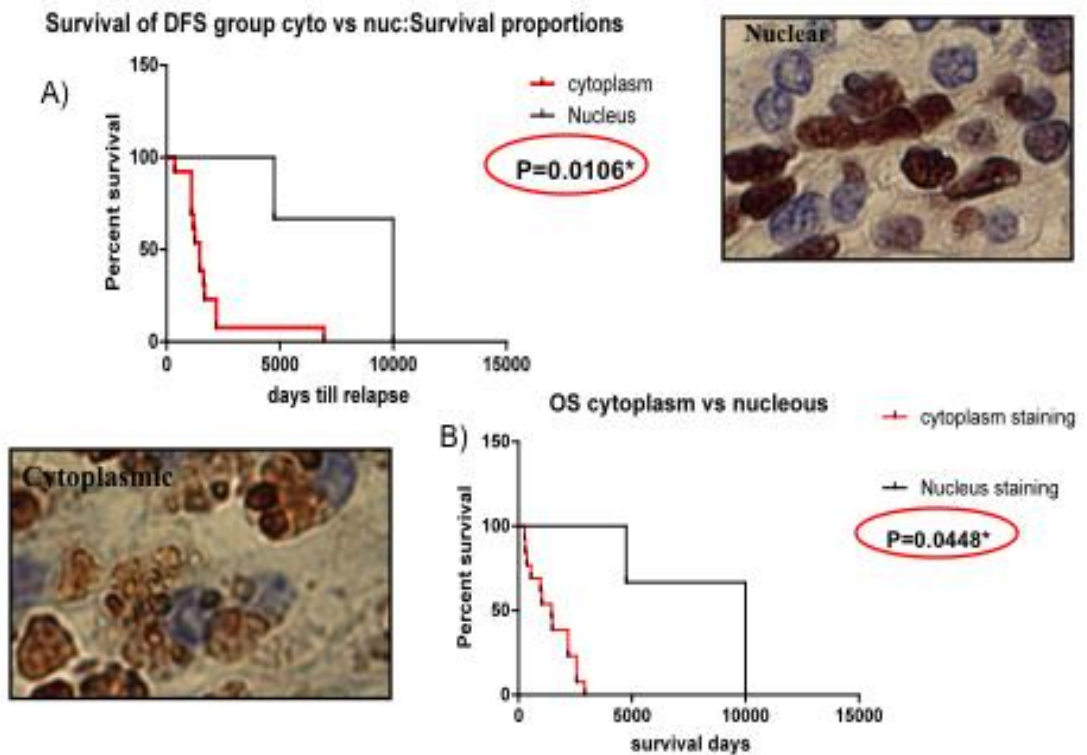 Survival of DFS group cyto vs nuc:Survival proportions
Nuclear
A)
150
100
50
0
Percent survival
0 5000 10000 15000
days till relapse
cytoplasm
Nucleus
P=0.0106*
Cytoplasmic
OS cytoplasm vs nucleous
B)
150
100
50
0
Percent survival
0 5000 10000 15000
survival days
cytoplasm staining
Nucleus staining
P=0.0448*